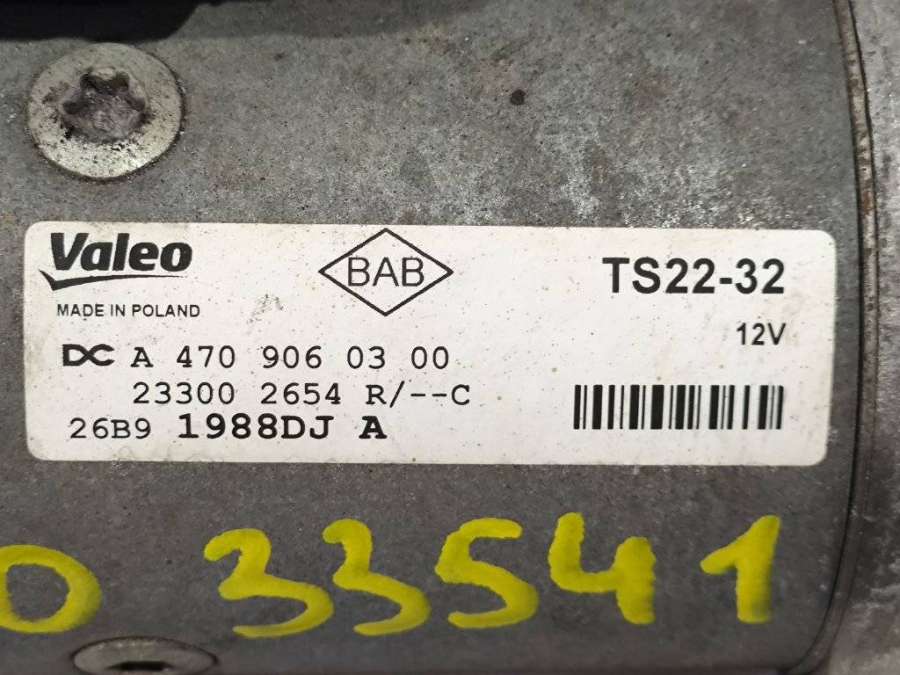 Valeo BAB TS22-32
MADE IN POLAND
12V
DC A 470 906 03 00
23300 2654 R/--C
26B9 1988DJ A
0 33541